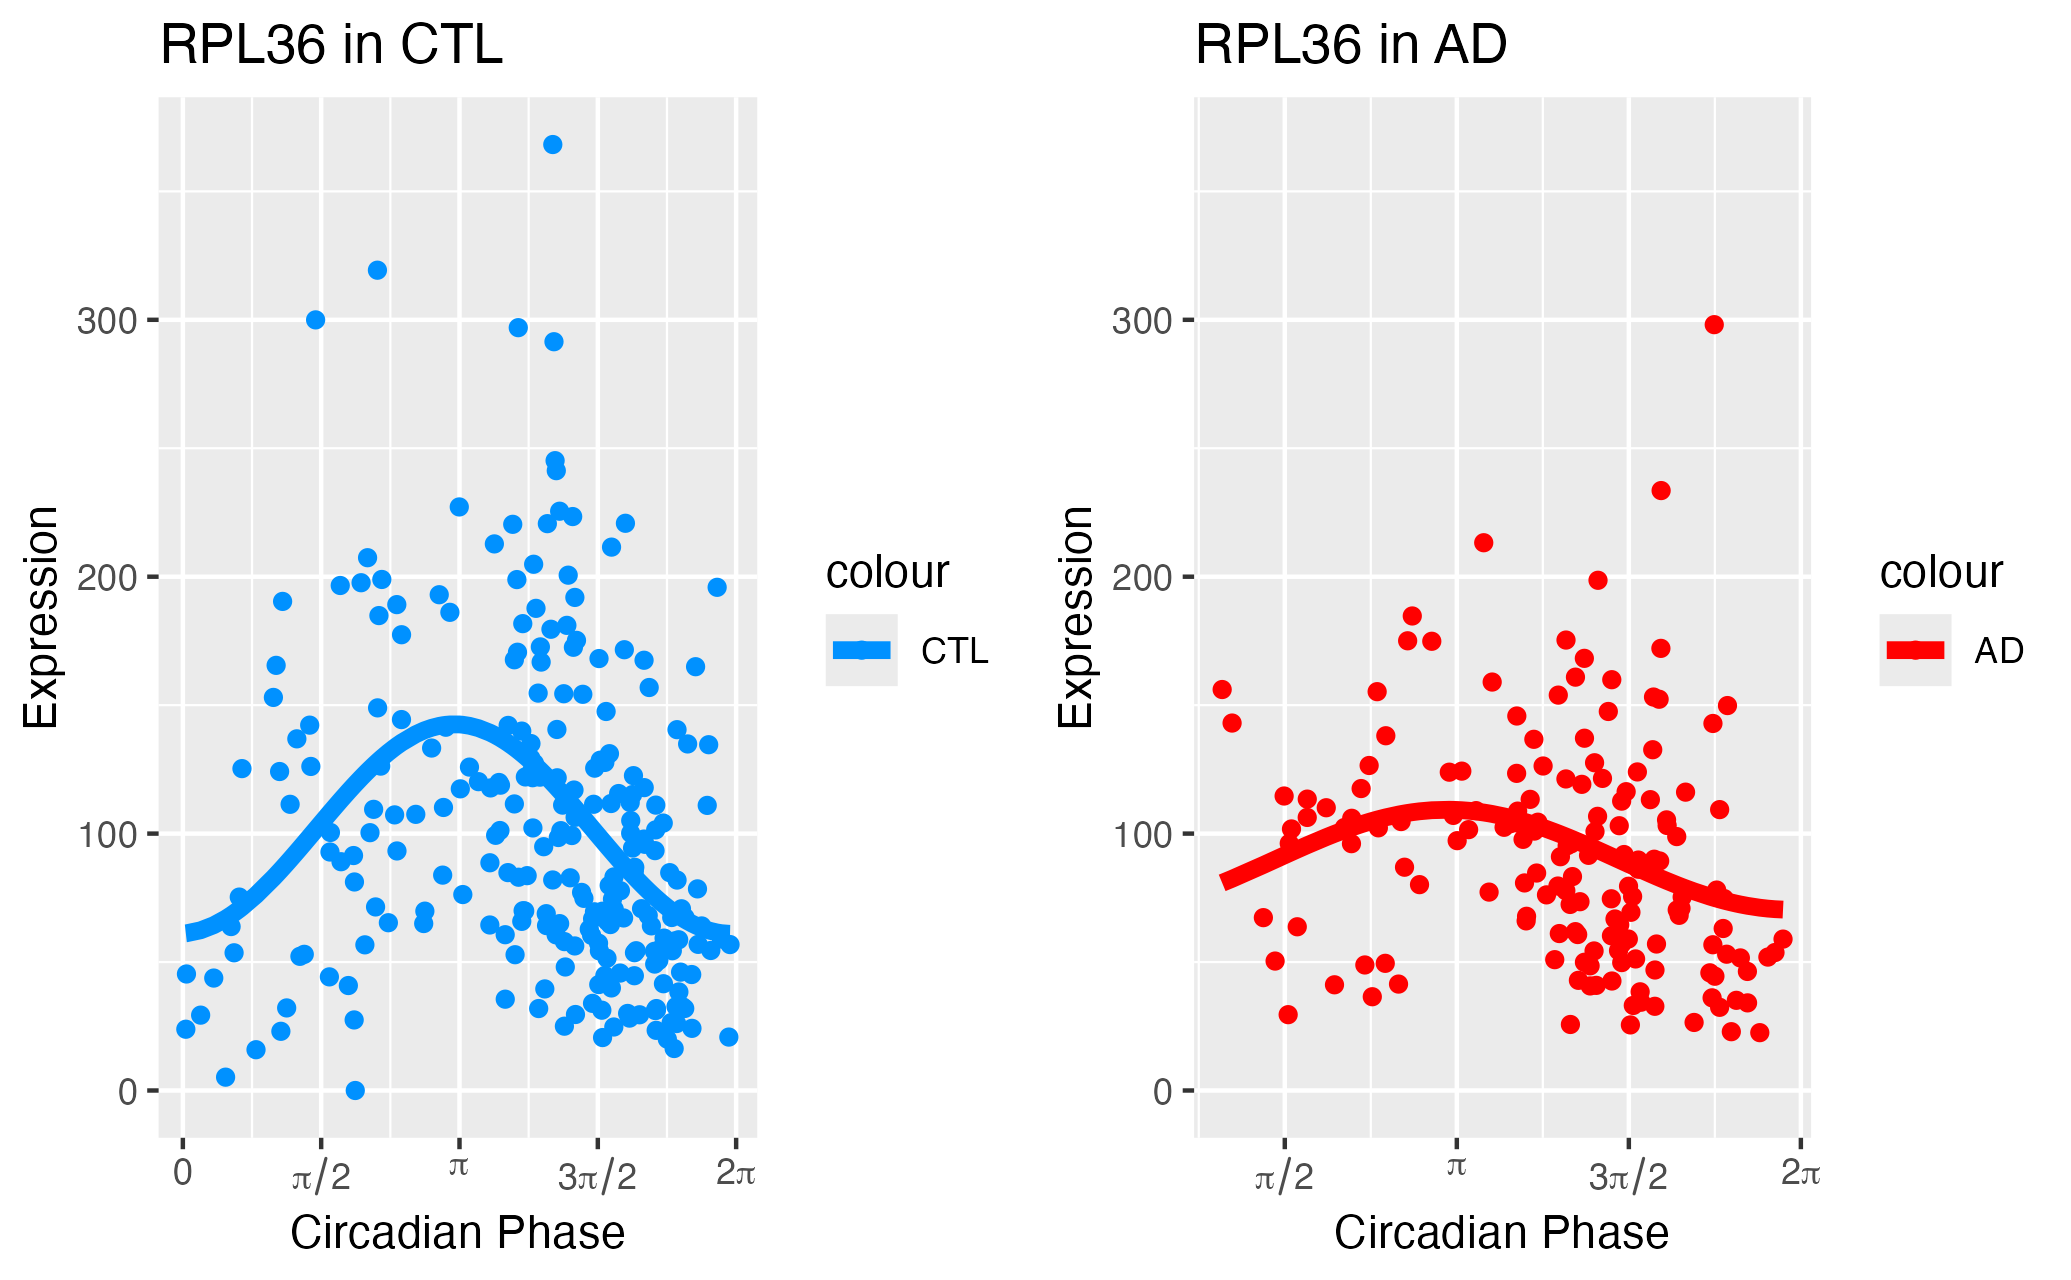 RPL36 in CTL
Expression
300
200
100
0
0 π/2 π 3π/2 2π
Circadian Phase
colour
CTL
RPL36 in AD
Expression
300
200
100
0
π/2 π 3π/2 2π
Circadian Phase
colour
AD